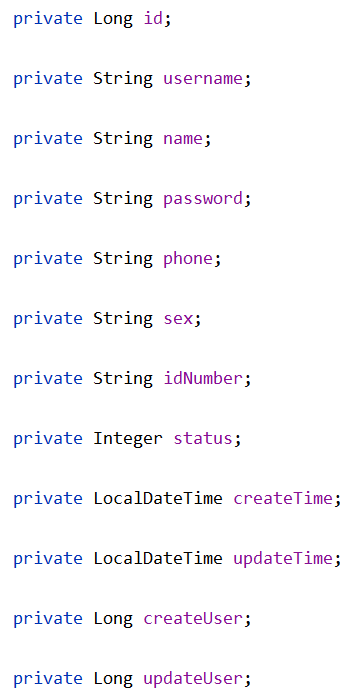 private Long id;
private String username;
private String name;
private String password;
private String phone;
private String sex;
private String idNumber;
private Integer status;
private LocalDateTime createTime;
private LocalDateTime updateTime;
private Long createUser;
private Long updateUser;